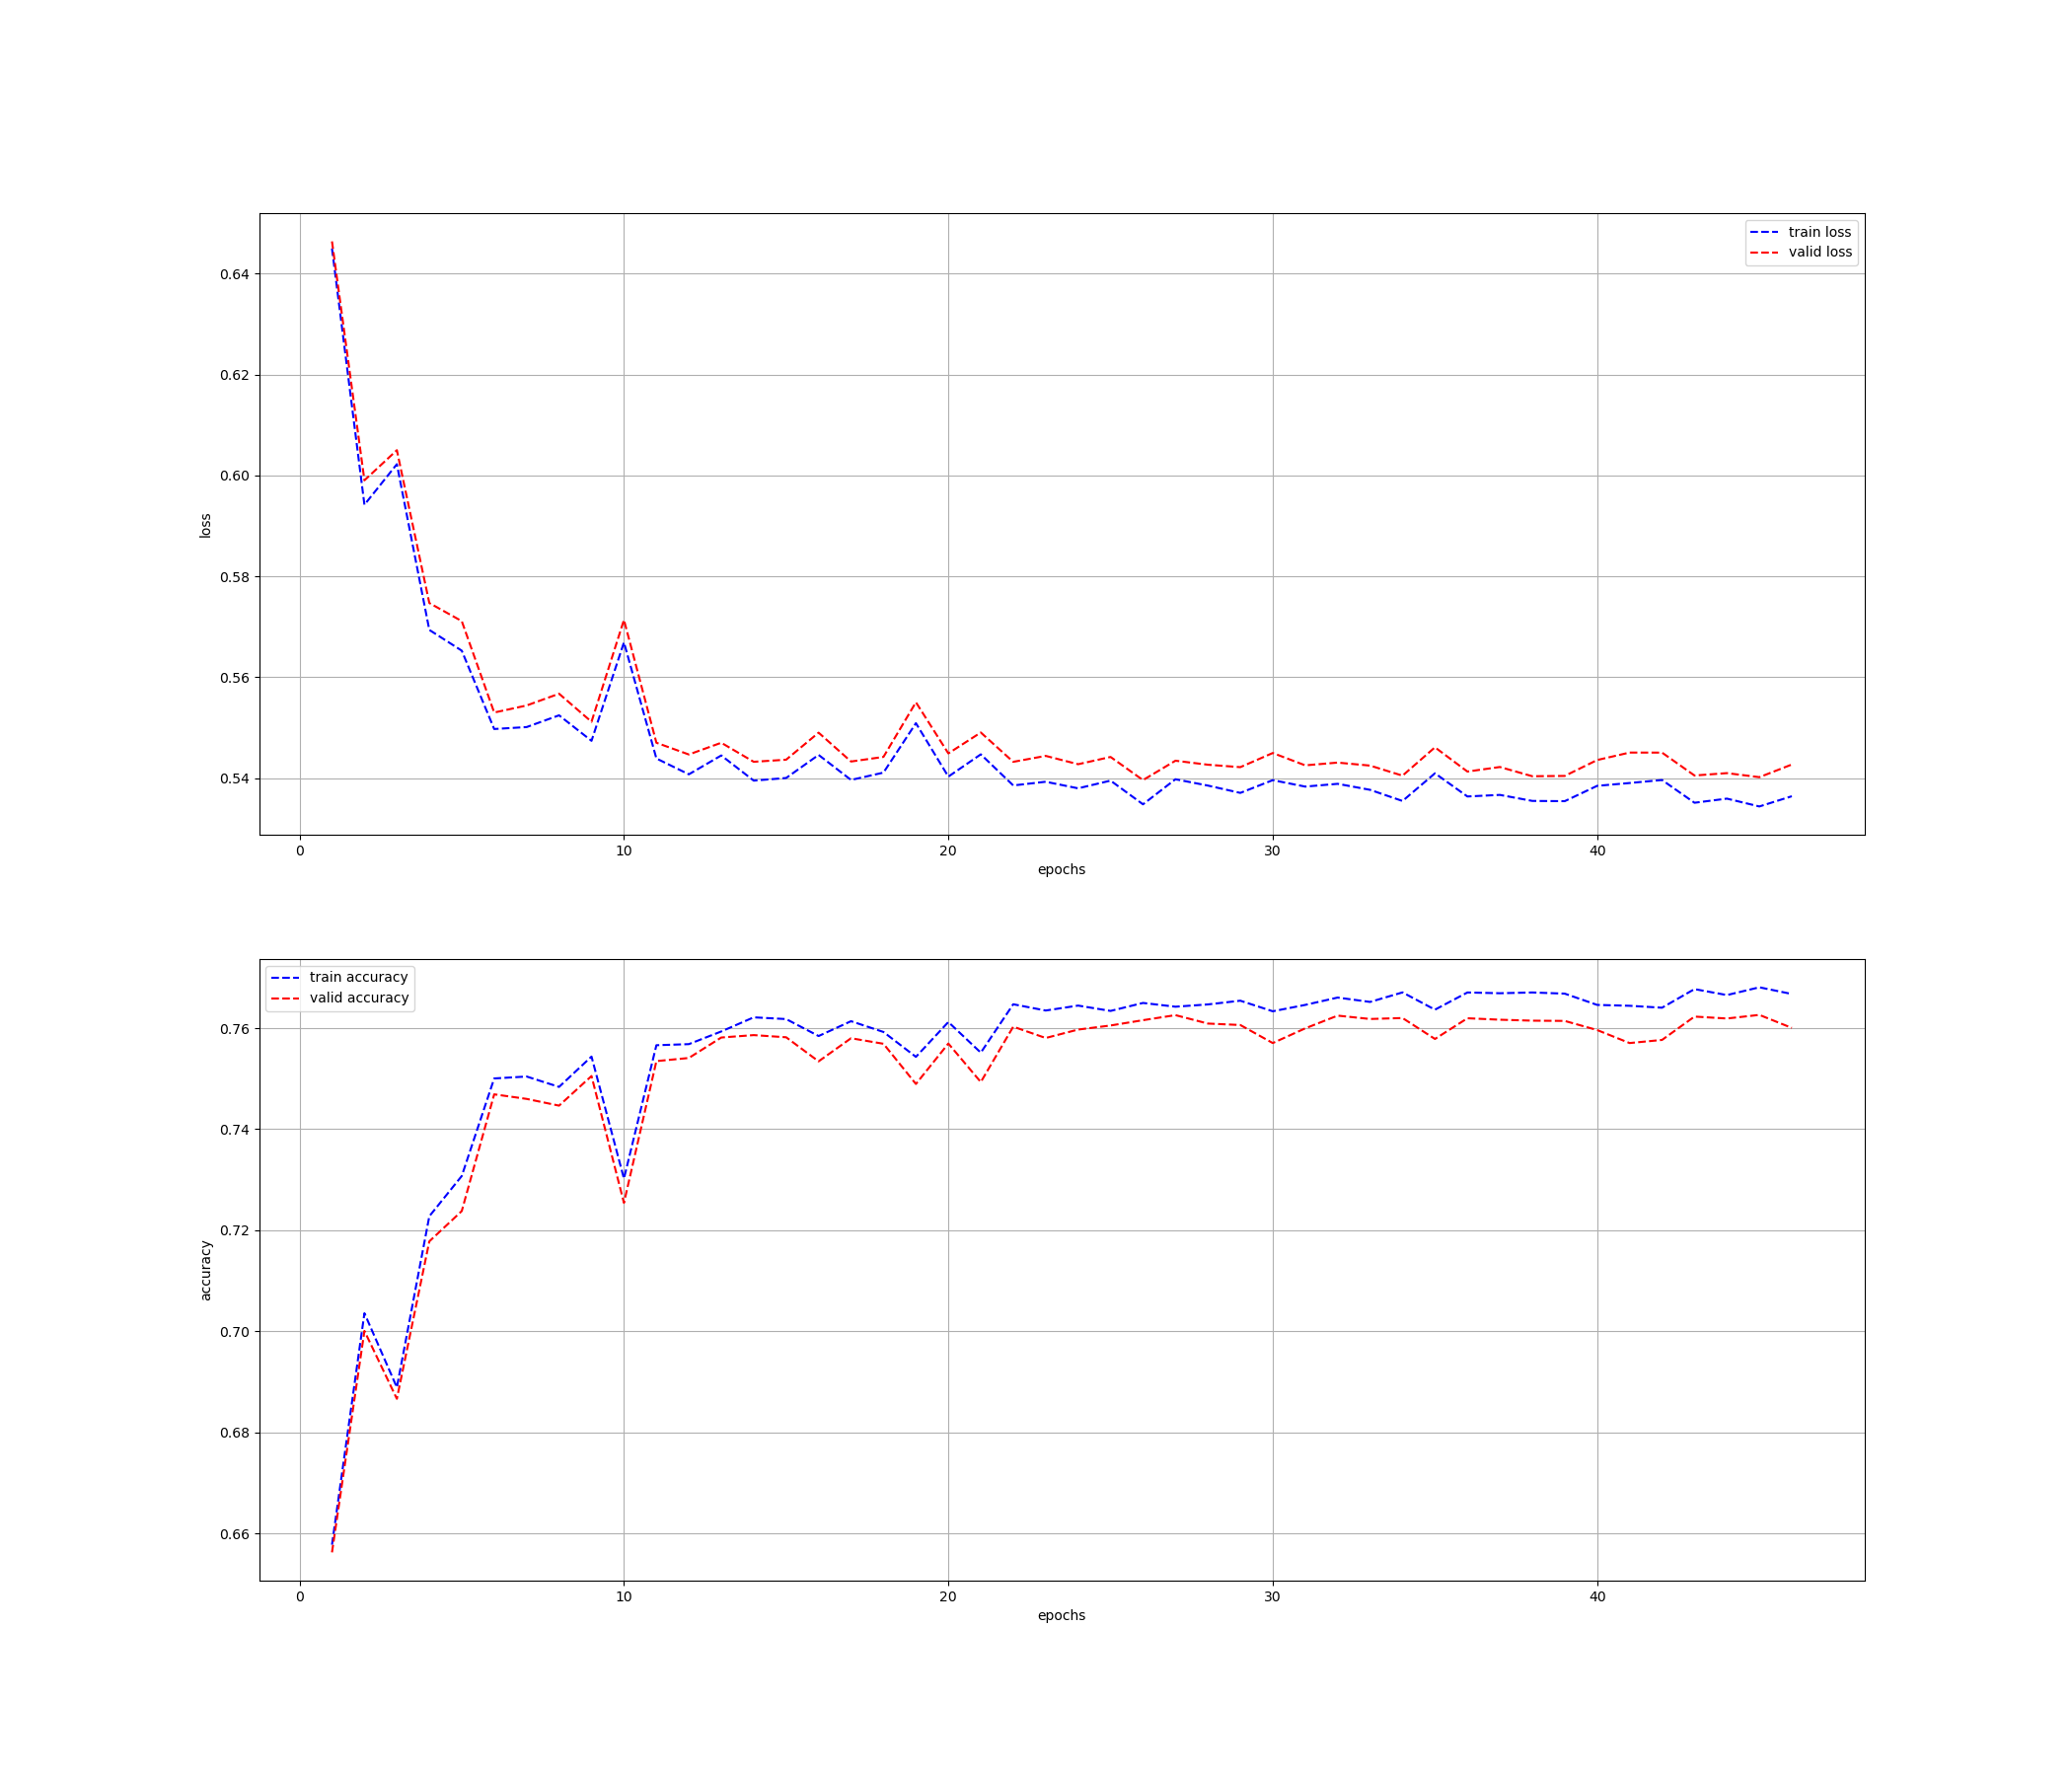 train loss
valid loss
0.64
0.62
0.60
0.58
0.56
0.54
loss
0 10 20 30 40
epochs
train accuracy
valid accuracy
0.76
0.74
0.72
0.70
0.68
0.66
accuracy
0 10 20 30 40
epochs